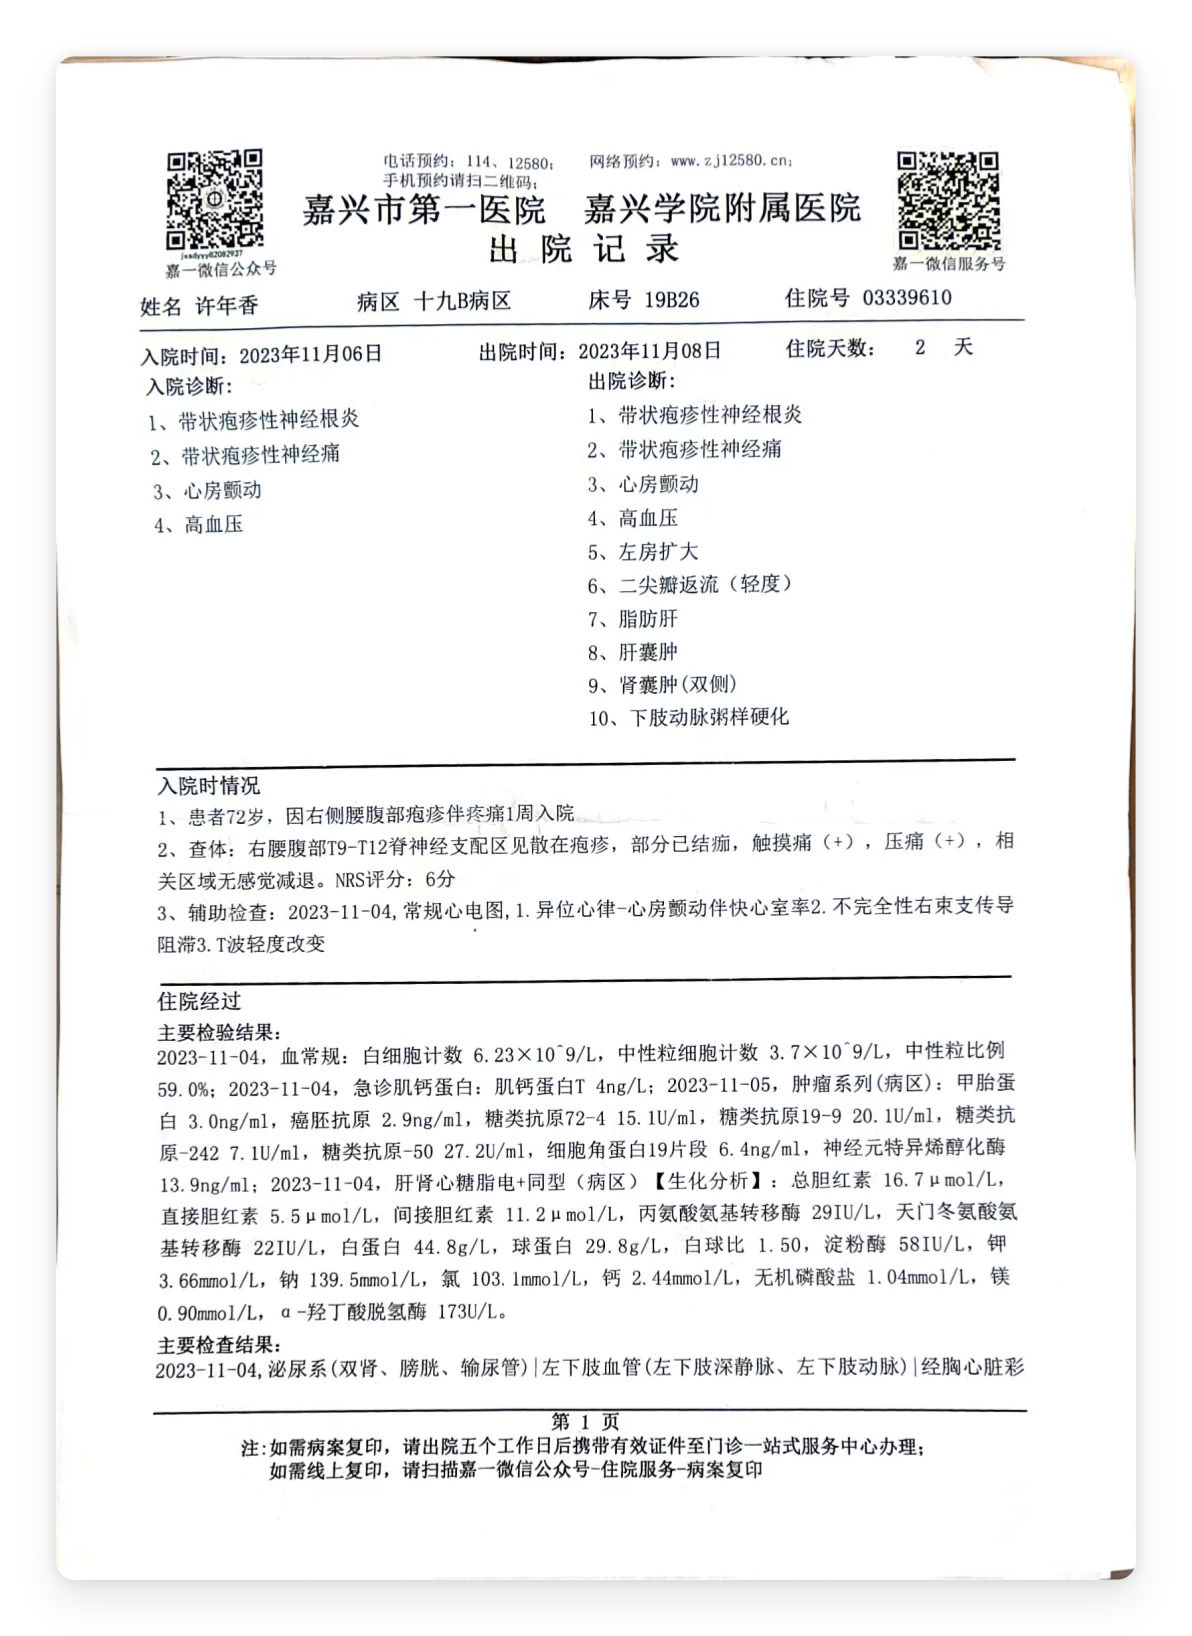 电话预约：114、12580；  网络预约：www.zj12580.cn；
手机预约请扫二维码；
嘉兴市第一医院 嘉兴学院附属医院
出院记录
jxsdyyy82082937
嘉一微信公众号
嘉一微信服务号
姓名 许年香 病区 十九B病区 床号 19B26 住院号 03339610
入院时间：2023年11月06日 出院时间：2023年11月08日 住院天数： 2 天
入院诊断：
1、带状疱疹性神经根炎
2、带状疱疹性神经痛
3、心房颤动
4、高血压
出院诊断：
1、带状疱疹性神经根炎
2、带状疱疹性神经痛
3、心房颤动
4、高血压
5、左房扩大
6、二尖瓣返流（轻度）
7、脂肪肝
8、肝囊肿
9、肾囊肿(双侧)
10、下肢动脉粥样硬化
入院时情况
1、患者72岁，因右侧腰腹部疱疹伴疼痛1周入院
2、查体：右腰腹部T9-T12脊神经支配区见散在疱疹，部分已结痂，触摸痛（+），压痛（+），相
关区域无感觉减退。NRS评分：6分
3、辅助检查：2023-11-04,常规心电图,1.异位心律-心房颤动伴快心室率2.不完全性右束支传导
阻滞3.T波轻度改变
住院经过
主要检验结果：
2023-11-04，血常规：白细胞计数 6.23×10^9/L，中性粒细胞计数 3.7×10^9/L，中性粒比例
59.0%；2023-11-04，急诊肌钙蛋白：肌钙蛋白T 4ng/L；2023-11-05，肿瘤系列(病区)：甲胎蛋
白 3.0ng/ml，癌胚抗原 2.9ng/ml，糖类抗原72-4 15.1U/ml，糖类抗原19-9 20.1U/ml，糖类抗
原-242 7.1U/ml，糖类抗原-50 27.2U/ml，细胞角蛋白19片段 6.4ng/ml，神经元特异烯醇化酶
13.9ng/ml；2023-11-04，肝肾心糖脂电+同型（病区）【生化分析】：总胆红素 16.7μmol/L，
直接胆红素 5.5μmol/L，间接胆红素 11.2μmol/L，丙氨酸氨基转移酶 29IU/L，天门冬氨酸氨
基转移酶 22IU/L，白蛋白 44.8g/L，球蛋白 29.8g/L，白球比 1.50，淀粉酶 58IU/L，钾
3.66mmol/L，钠 139.5mmol/L，氯 103.1mmol/L，钙 2.44mmol/L，无机磷酸盐 1.04mmol/L，镁
0.90mmol/L，α-羟丁酸脱氢酶 173U/L。
主要检查结果：
2023-11-04,泌尿系(双肾、膀胱、输尿管)|左下肢血管(左下肢深静脉、左下肢动脉)|经胸心脏彩
第 1 页
注:如需病案复印，请出院五个工作日后携带有效证件至门诊一站式服务中心办理；
如需线上复印，请扫描嘉一微信公众号-住院服务-病案复印